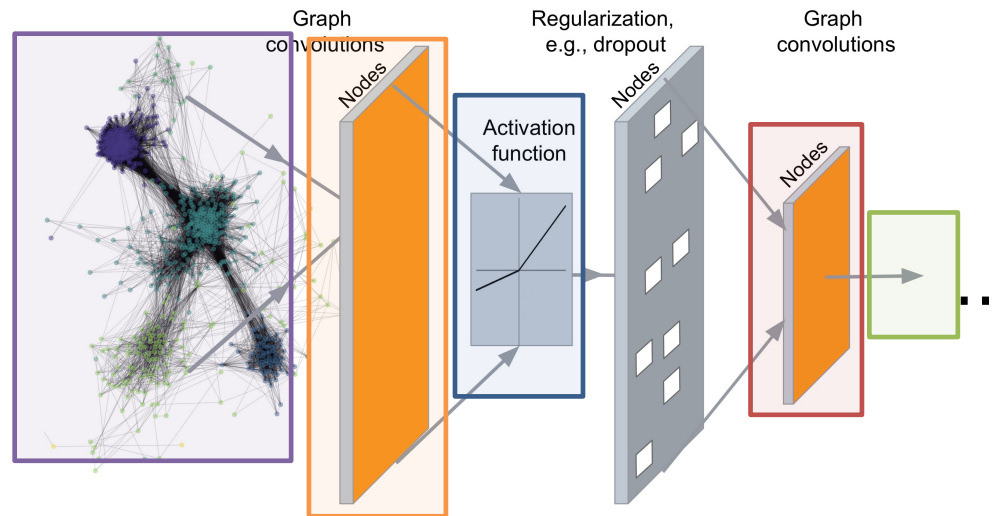 Graph
convolutions
Regularization,
e.g., dropout
Graph
convolutions
Nodes
Activation
function
Nodes
Nodes
...